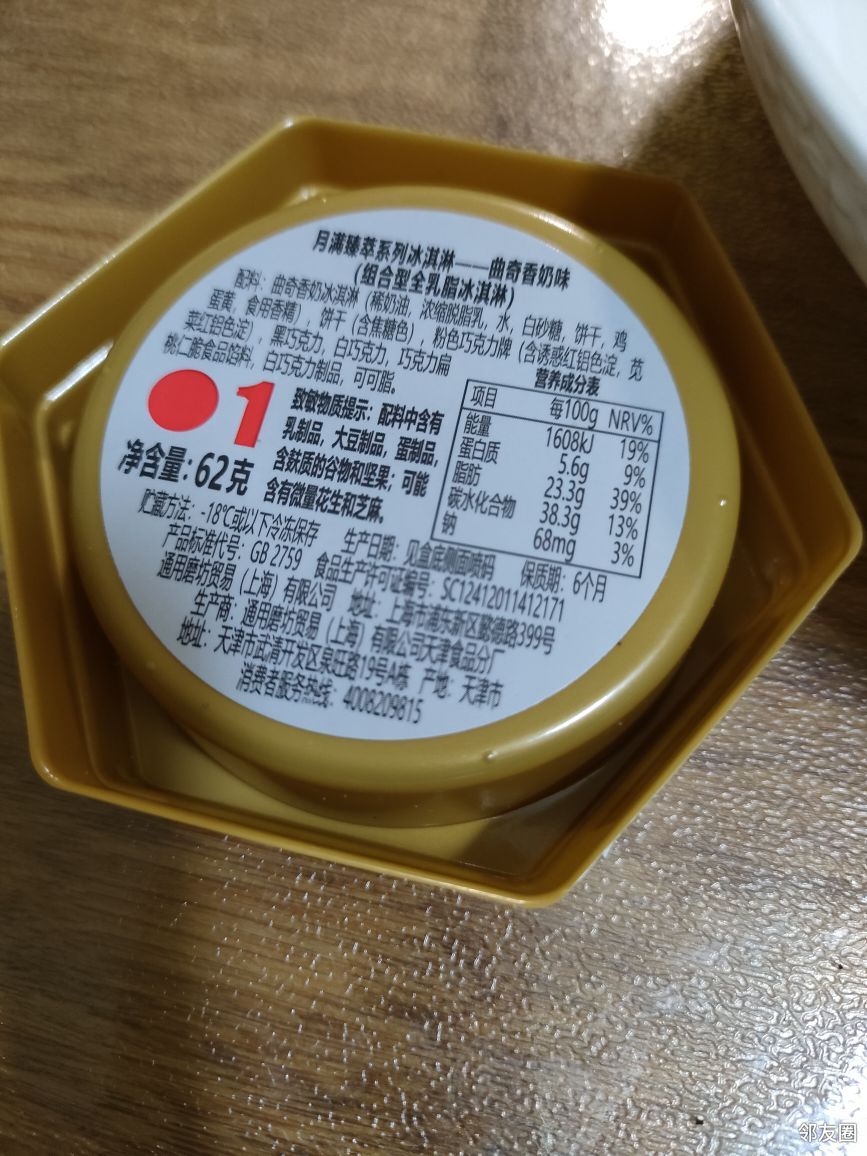 月满臻萃系列冰淇淋——曲奇香奶味
（组合型全乳脂冰淇淋）
配料：曲奇香奶冰淇淋（稀奶油，浓缩脱脂乳，水，白砂糖，饼干，鸡
蛋黄，食用香精），饼干（含焦糖色），粉色巧克力牌（含诱惑红铝色淀，苋
菜红铝色淀），黑巧克力，白巧克力，巧克力扁
桃仁脆食品馅料，白巧克力制品，可可脂。
1
致敏物质提示：配料中含有
乳制品，大豆制品，蛋制品，
含麸质的谷物和坚果；可能
含有微量花生和芝麻。
净含量：62克
营养成分表
项目 每100g NRV%
能量 1608kJ 19%
蛋白质 5.6g 9%
脂肪 23.3g 39%
碳水化合物 38.3g 13%
钠 68mg 3%
贮藏方法：-18℃或以下冷冻保存 生产日期：见盒底侧面喷码 保质期：6个月
产品标准代号：GB 2759 食品生产许可证编号：SC12412011412171
通用磨坊贸易（上海）有限公司 地址：上海市浦东新区懿德路399号
生产商：通用磨坊贸易（上海）有限公司天津食品分厂
地址：天津市武清开发区泉旺路19号A栋 产地：天津市
消费者服务热线：4008209815
邻友圈